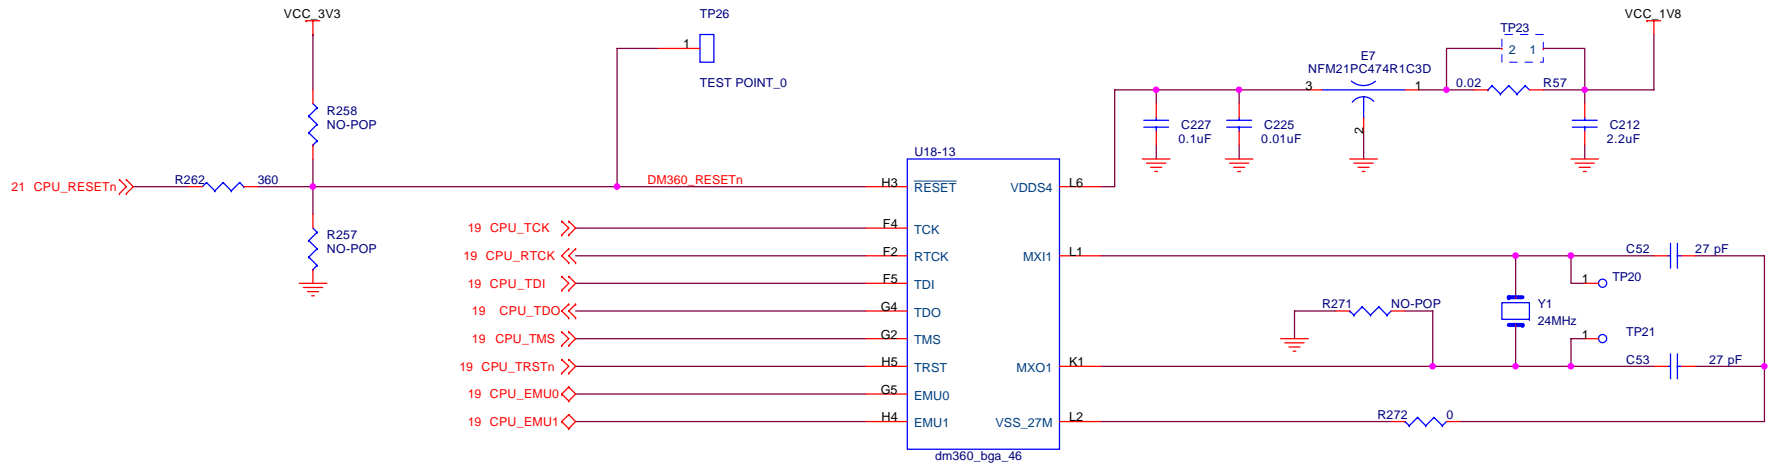 VCC_3V3
TP26
1
TEST POINT_0
R258
NO-POP
21 CPU_RESETn
R262
360
DM360_RESETn
R257
NO-POP
19 CPU_TCK
19 CPU_RTCK
19 CPU_TDI
19 CPU_TDO
19 CPU_TMS
19 CPU_TRSTn
19 CPU_EMU0
19 CPU_EMU1
U18-13
H3
RESET
F4
TCK
F2
RTCK
F5
TDI
G4
TDO
G2
TMS
H5
TRST
G5
EMU0
H4
EMU1
VDDS4
L6
MXI1
L1
MXO1
K1
VSS_27M
L2
dm360_bga_46
VCC_1V8
TP23
2 1
E7
NFM21PC474R1C3D
3
1
2
0.02
R57
C227
0.1uF
C225
0.01uF
C212
2.2uF
C52
27 pF
1
TP20
R271
NO-POP
Y1
24MHz
1
TP21
C53
27 pF
R272
0